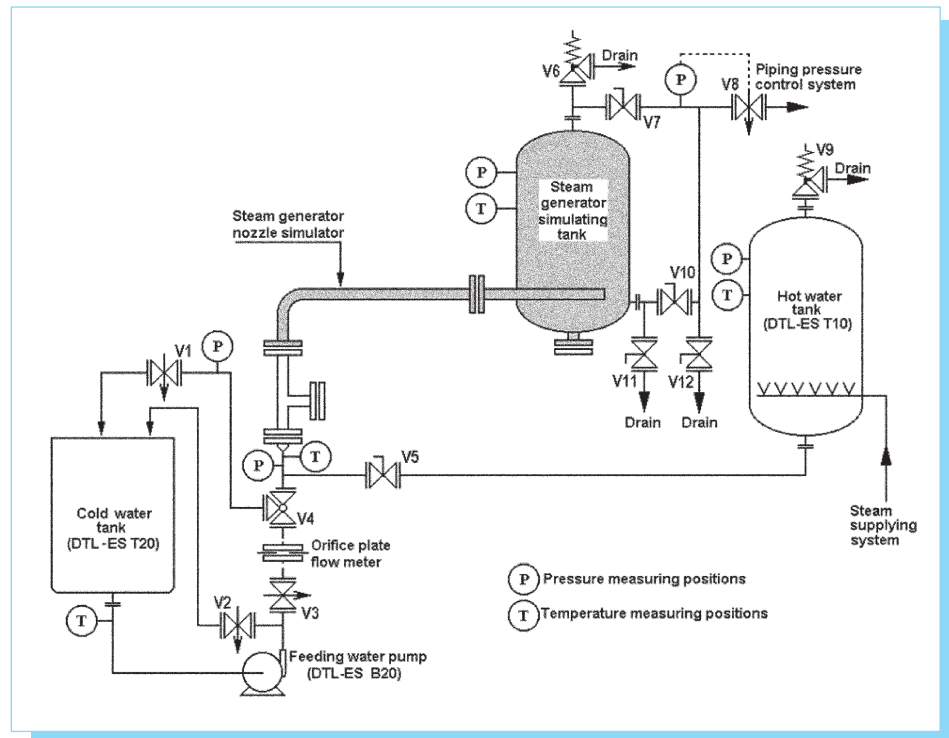 V6
Drain
P
V8
Piping pressure
control system
V7
V9
Drain
P
T
Steam
generator
simulating
tank
Steam generator
nozzle simulator
P
T
V10
Hot water
tank
(DTL-ES T10)
V1
P
V11
V12
Drain
Drain
P
T
V5
V4
Cold water
tank
(DTL-ES T20)
Orifice plate
flow meter
Steam
supplying
system
P Pressure measuring positions
T Temperature measuring positions
T
V2
V3
Feeding water pump
(DTL-ES B20)